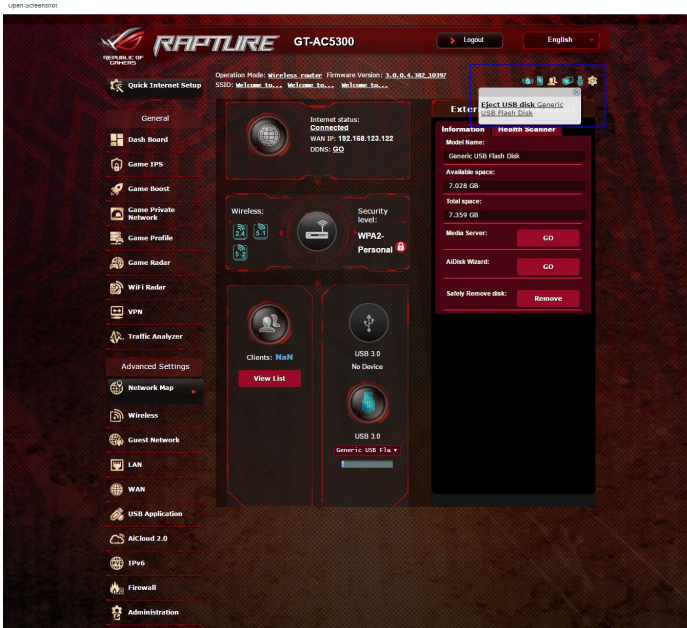 Open Screenshot
REPUBLIC OF
GAMERS
RAPTURE
GT-AC5300
Logout
English
Quick Internet Setup
Operation Mode: Wireless router Firmware Version: 3.0.0.4.382_10397
SSID: Welcome to... Welcome to... Welcome to...
General
Dash Board
Game IPS
Game Boost
Game Private
Network
Game Profile
Game Radar
WiFi Radar
VPN
Traffic Analyzer
Advanced Settings
Network Map
Wireless
Guest Network
LAN
WAN
USB Application
AiCloud 2.0
IPv6
Firewall
Administration
Internet status:
Connected
WAN IP: 192.168.123.122
DDNS: GO
Wireless:
2.4
5-1
5-2
Security
level:
WPA2-
Personal
Clients: NaN
View List
USB 3.0
No Device
USB 3.0
Generic USB Fla
Exter
Eject USB disk Generic
USB Flash Disk
Information Health Scanner
Model Name:
Generic USB Flash Disk
Available space:
7.028 GB
Total space:
7.359 GB
Media Server:
GO
AiDisk Wizard:
GO
Safely Remove disk:
Remove